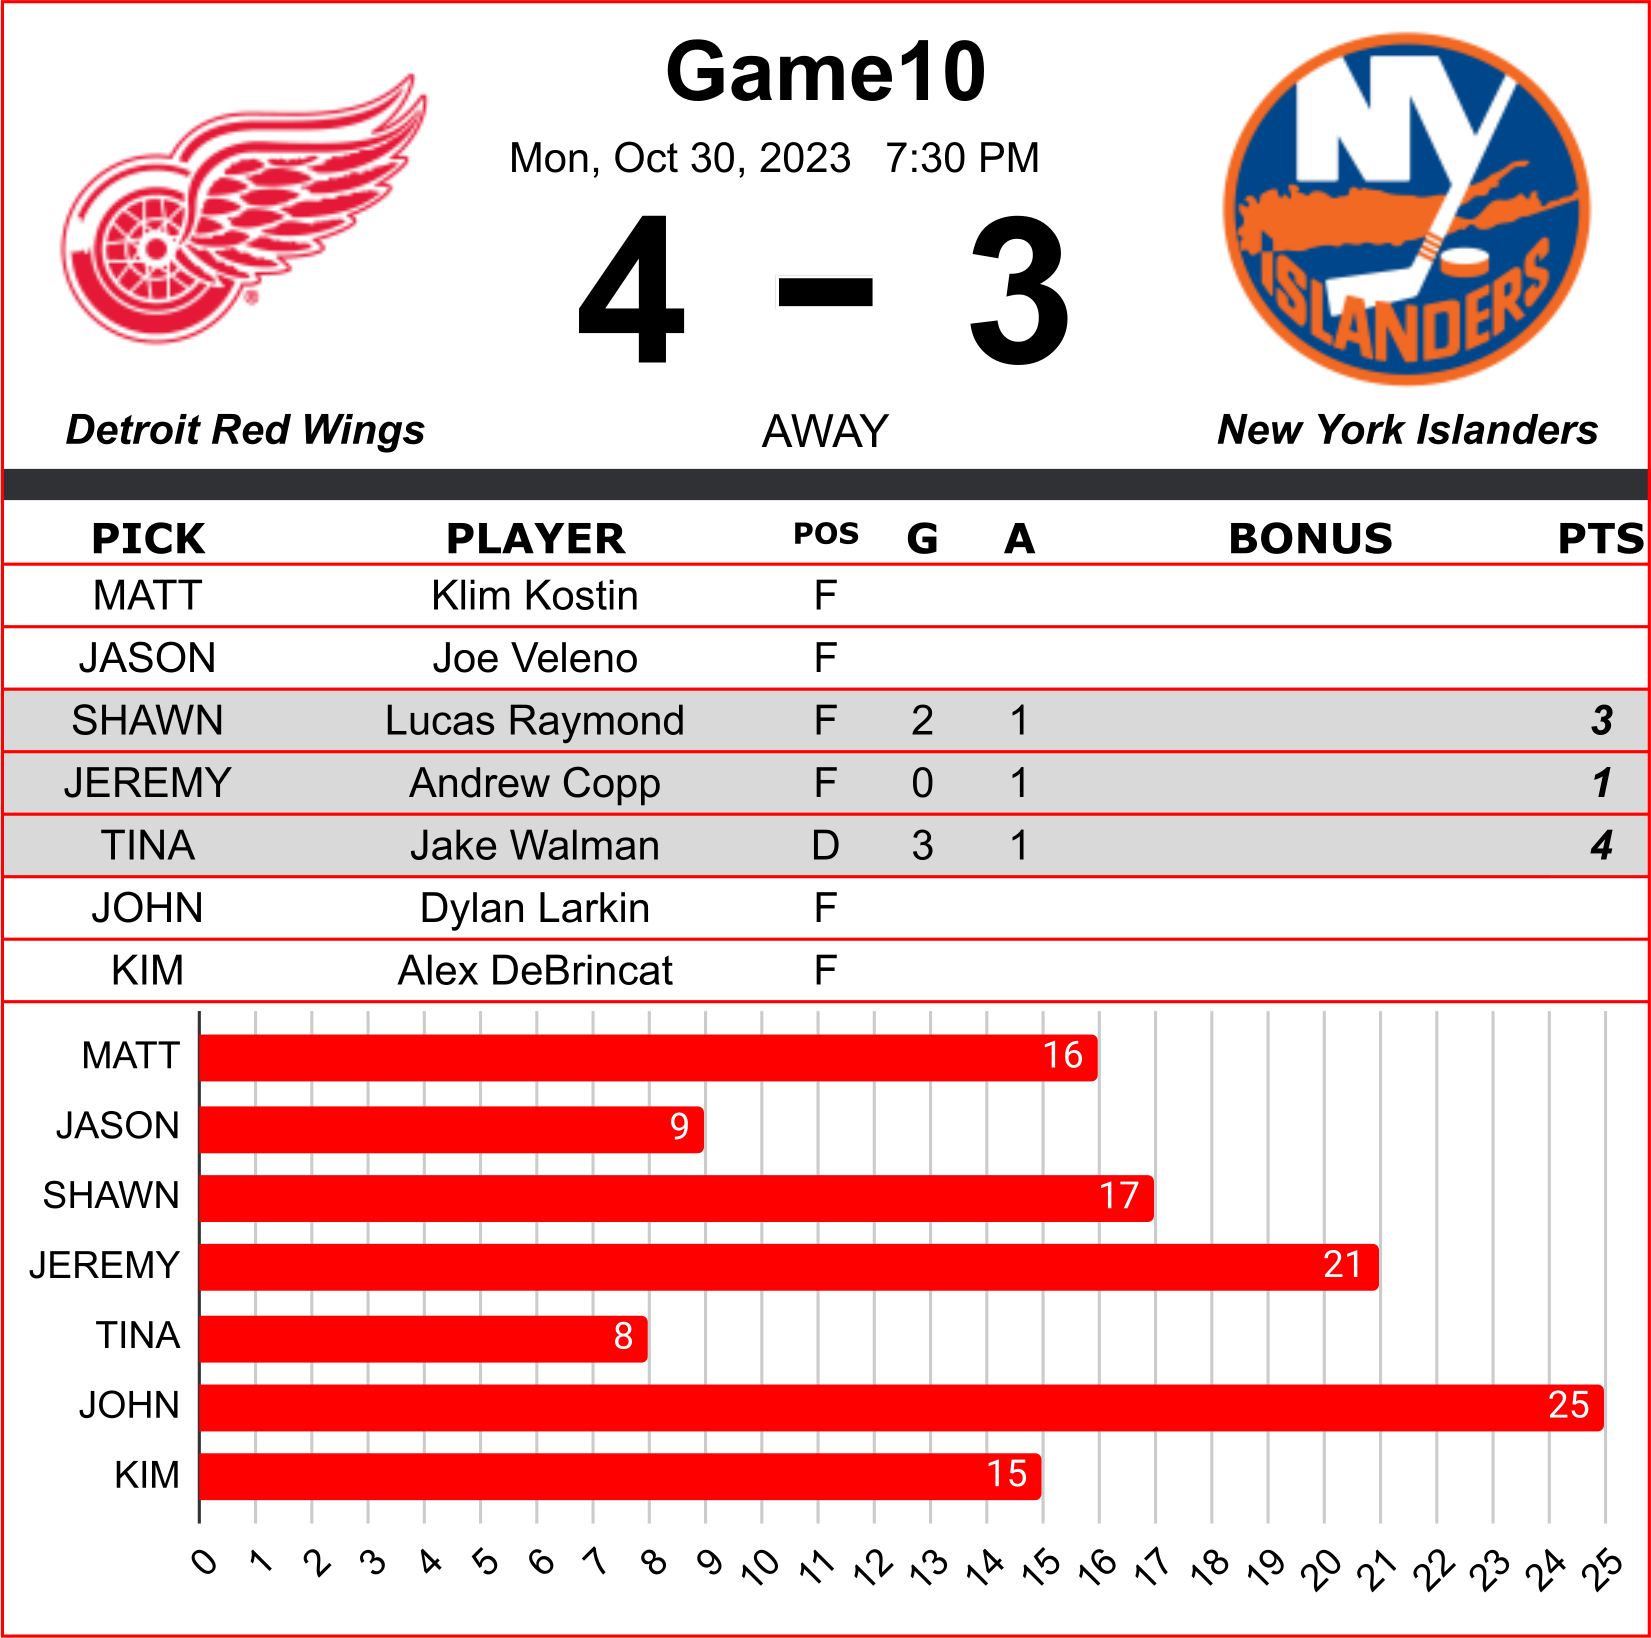 Game10
Mon, Oct 30, 2023 7:30 PM
NY
ISLANDERS
4 - 3
Detroit Red Wings AWAY New York Islanders
PICK PLAYER POS G A BONUS PTS
MATT Klim Kostin F
JASON Joe Veleno F
SHAWN Lucas Raymond F 2 1 3
JEREMY Andrew Copp F 0 1 1
TINA Jake Walman D 3 1 4
JOHN Dylan Larkin F
KIM Alex DeBrincat F
MATT 16
JASON 9
SHAWN 17
JEREMY 21
TINA 8
JOHN 25
KIM 15
0 1 2 3 4 5 6 7 8 9 10 11 12 13 14 15 16 17 18 19 20 21 22 23 24 25